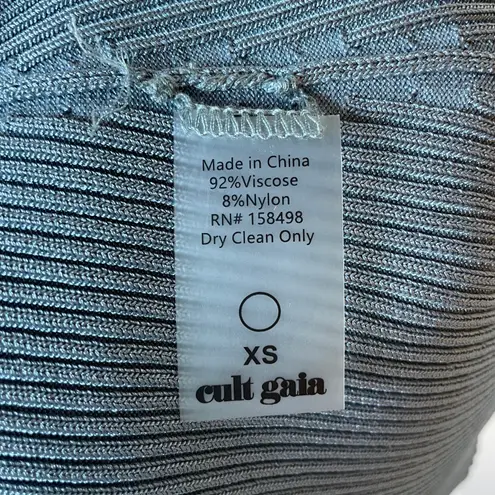 Made in China
92%Viscose
8%Nylon
RN# 158498
Dry Clean Only
XS
cult gaia